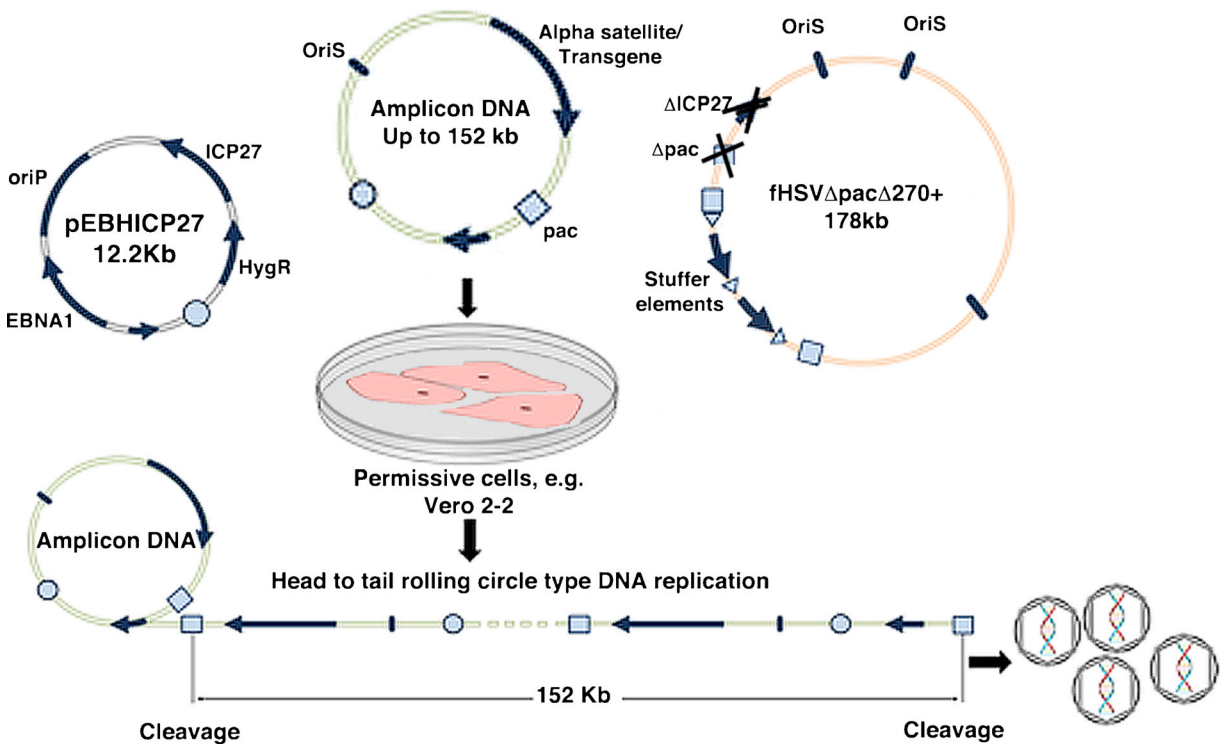 oriP
ICP27
pEBHICP27
12.2Kb
HygR
EBNA1
OriS
Alpha satellite/
Transgene
Amplicon DNA
Up to 152 kb
pac
OriS
OriS
ΔICP27
Δpac
fHSVΔpacΔ270+
178kb
Stuffer
elements
Permissive cells, e.g.
Vero 2-2
Amplicon DNA
Head to tail rolling circle type DNA replication
152 Kb
Cleavage
Cleavage